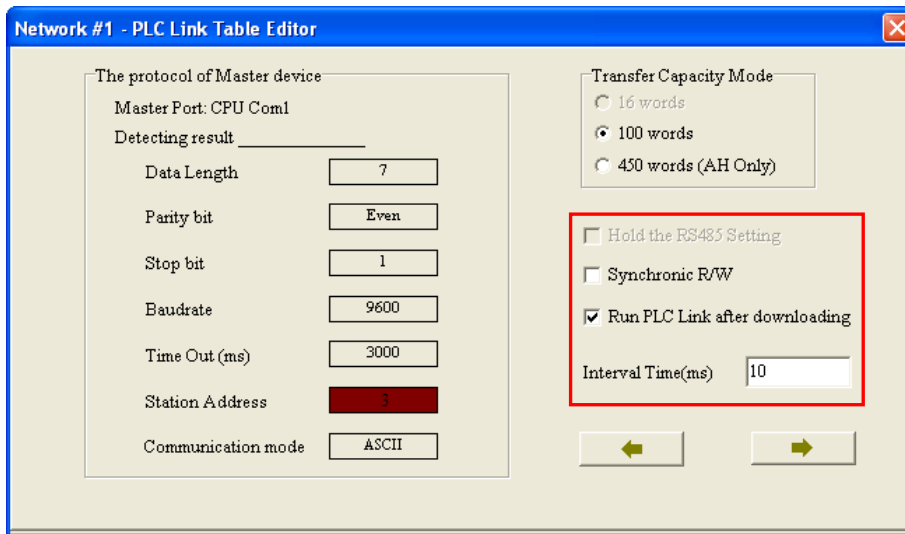 Network #1 - PLC Link Table Editor
The protocol of Master device
Master Port: CPU Com1
Detecting result
Data Length 7
Parity bit Even
Stop bit 1
Baudrate 9600
Time Out (ms) 3000
Station Address 3
Communication mode ASCII
Transfer Capacity Mode
16 words
100 words
450 words (AH Only)
Hold the RS485 Setting
Synchronic R/W
Run PLC Link after downloading
Interval Time(ms) 10